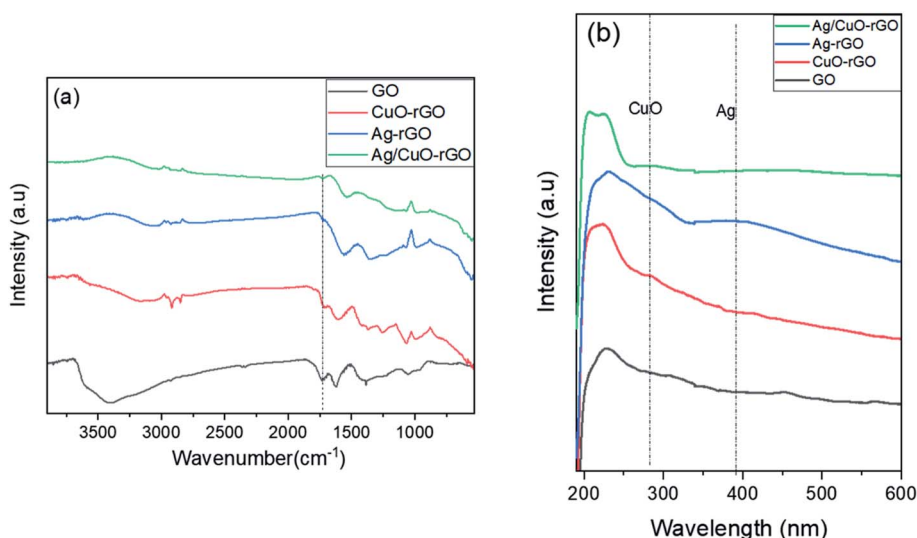 (a)
GO
CuO-rGO
Ag-rGO
Ag/CuO-rGO
Intensity (a.u)
3500 3000 2500 2000 1500 1000
Wavenumber(cm-1)
(b)
Ag/CuO-rGO
Ag-rGO
CuO-rGO
GO
CuO Ag
Intensity (a.u)
200 300 400 500 600
Wavelength (nm)